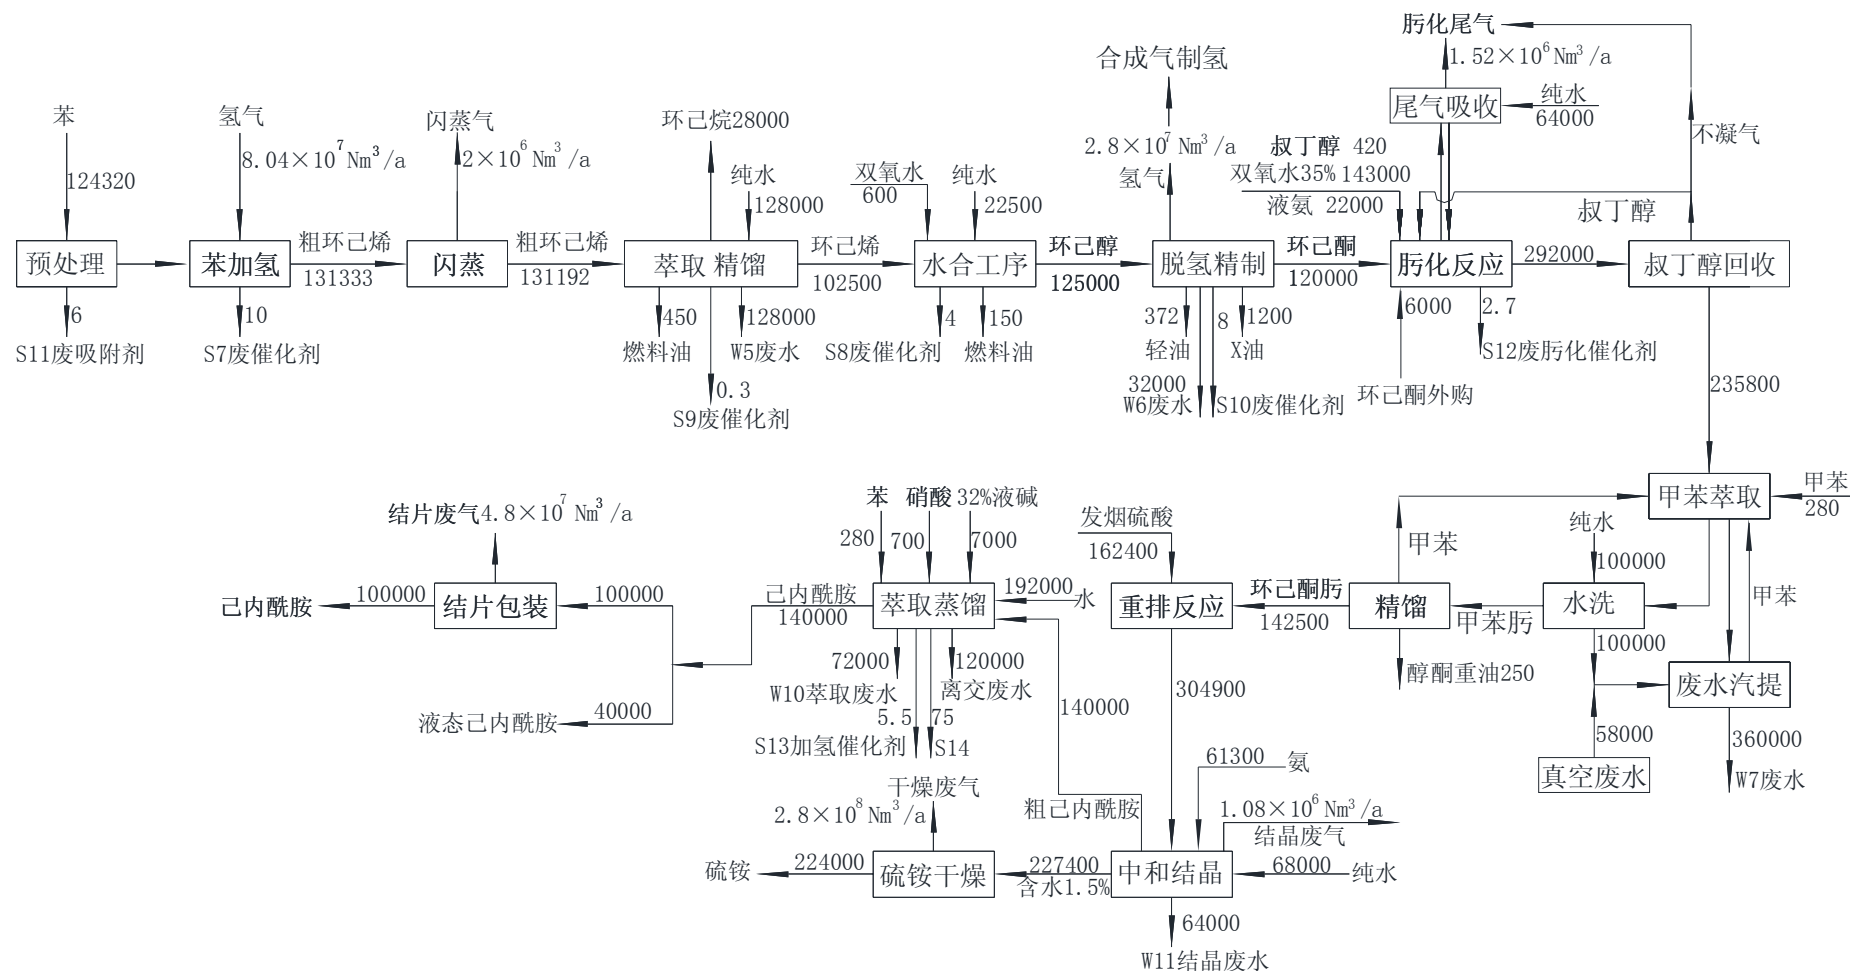 肟化尾气
1.52×10⁶Nm³/a
合成气制氢
苯
氢气
闪蒸气
环己烷28000
尾气吸收
纯水
64000
不凝气
124320
8.04×10⁷Nm³/a
2×10⁶Nm³/a
2.8×10⁷Nm³/a
氢气
叔丁醇 420
双氧水35% 143000
液氨 22000
纯水
128000
双氧水
600
纯水
22500
叔丁醇
预处理
苯加氢
粗环己烯
131333
闪蒸
粗环己烯
131192
萃取 精馏
环己烯
102500
水合工序
环己醇
125000
脱氢精制
环己酮
120000
肟化反应
292000
叔丁醇回收
6
S11废吸附剂
10
S7废催化剂
450
燃料油
128000
W5废水
0.3
S9废催化剂
4
S8废催化剂
150
燃料油
372
轻油
8
1200
X油
32000
W6废水
S10废催化剂
6000
环己酮外购
2.7
S12废肟化催化剂
235800
甲苯萃取
甲苯
280
结片废气4.8×10⁷Nm³/a
苯
硝酸
32%液碱
280
700
7000
发烟硫酸
162400
甲苯
纯水
100000
甲苯
己内酰胺
100000
结片包装
100000
己内酰胺
140000
萃取蒸馏
192000
水
重排反应
环己酮肟
142500
精馏
甲苯肟
水洗
100000
72000
W10萃取废水
120000
离交废水
醇酮重油250
废水汽提
液态己内酰胺
40000
5.5
75
S13加氢催化剂
S14
140000
304900
58000
真空废水
360000
W7废水
干燥废气
2.8×10⁸Nm³/a
粗己内酰胺
61300
氨
1.08×10⁶Nm³/a
结晶废气
硫铵
224000
硫铵干燥
227400
含水1.5%
中和结晶
68000
纯水
64000
W11结晶废水